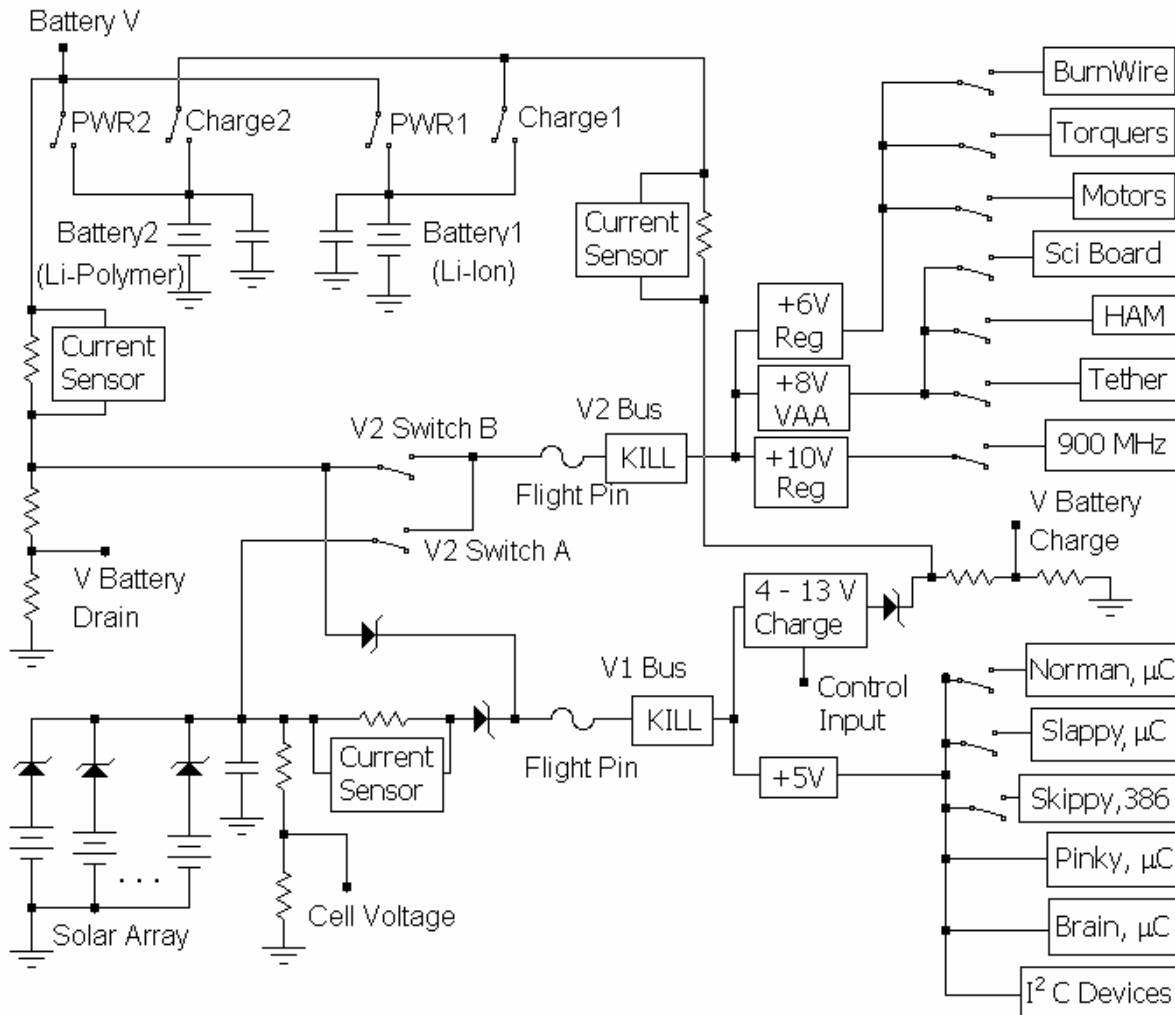 Battery V
PWR2
Charge2
PWR1
Charge1
Battery2
(Li-Polymer)
Battery1
(Li-Ion)
Current
Sensor
BurnWire
Torquers
Motors
Sci Board
HAM
Tether
900 MHz
+6V
Reg
+8V
VAA
+10V
Reg
Current
Sensor
V2 Switch B
V2 Bus
KILL
Flight Pin
V2 Switch A
V Battery
Drain
V Battery
Charge
4 - 13 V
Charge
Control
Input
V1 Bus
KILL
Flight Pin
+5V
Current
Sensor
Cell Voltage
. . .
Solar Array
Norman, µC
Slappy, µC
Skippy,386
Pinky, µC
Brain, µC
I² C Devices